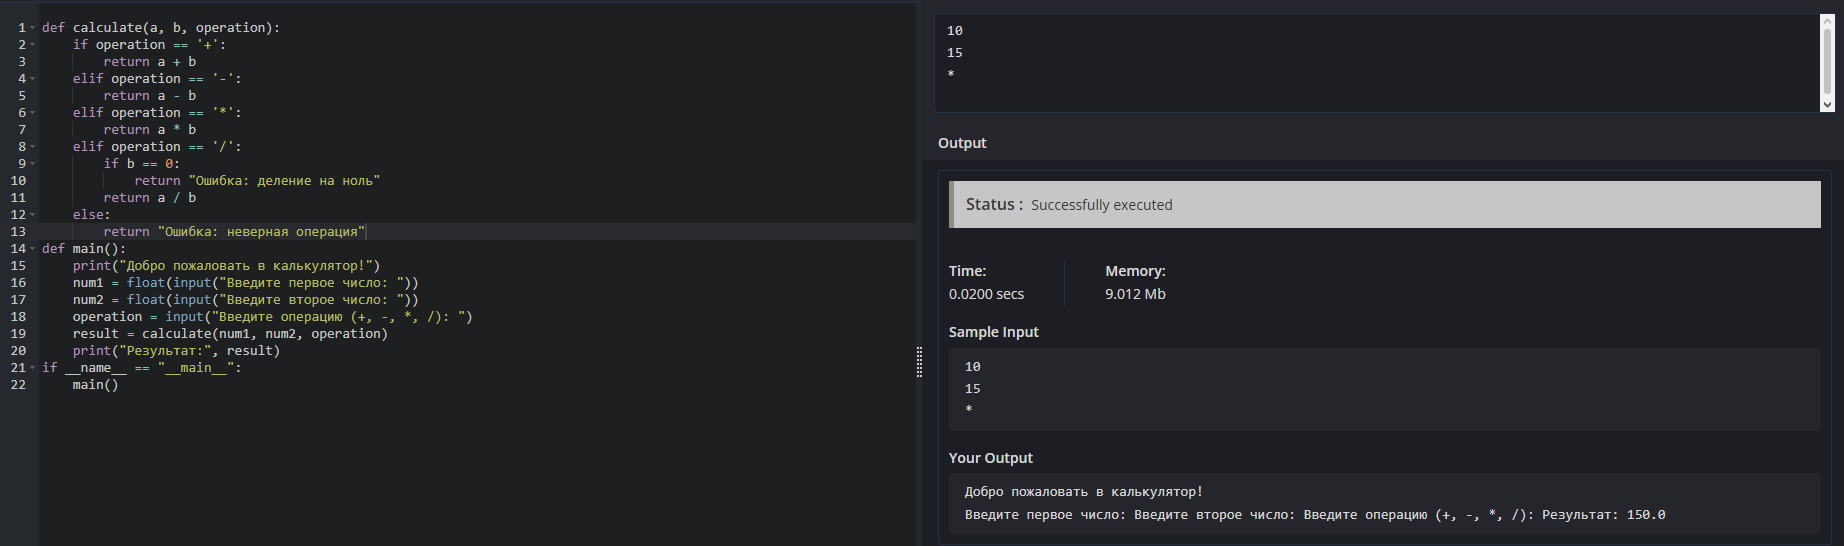 1 def calculate(a, b, operation):
2     if operation == '+':
3         return a + b
4     elif operation == '-':
5         return a - b
6     elif operation == '*':
7         return a * b
8     elif operation == '/':
9         if b == 0:
10             return "Ошибка: деление на ноль"
11         return a / b
12     else:
13         return "Ошибка: неверная операция"
14 def main():
15     print("Добро пожаловать в калькулятор!")
16     num1 = float(input("Введите первое число: "))
17     num2 = float(input("Введите второе число: "))
18     operation = input("Введите операцию (+, -, *, /): ")
19     result = calculate(num1, num2, operation)
20     print("Результат:", result)
21 if __name__ == "__main__":
22     main()
10
15
*
Output
Status : Successfully executed
Time: Memory:
0.0200 secs 9.012 Mb
Sample Input
10
15
*
Your Output
Добро пожаловать в калькулятор!
Введите первое число: Введите второе число: Введите операцию (+, -, *, /): Результат: 150.0